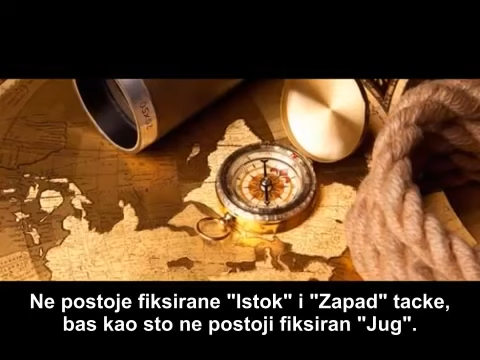 Ne postoje fiksirane "Istok" i "Zapad" tacke,
bas kao sto ne postoji fiksiran "Jug".